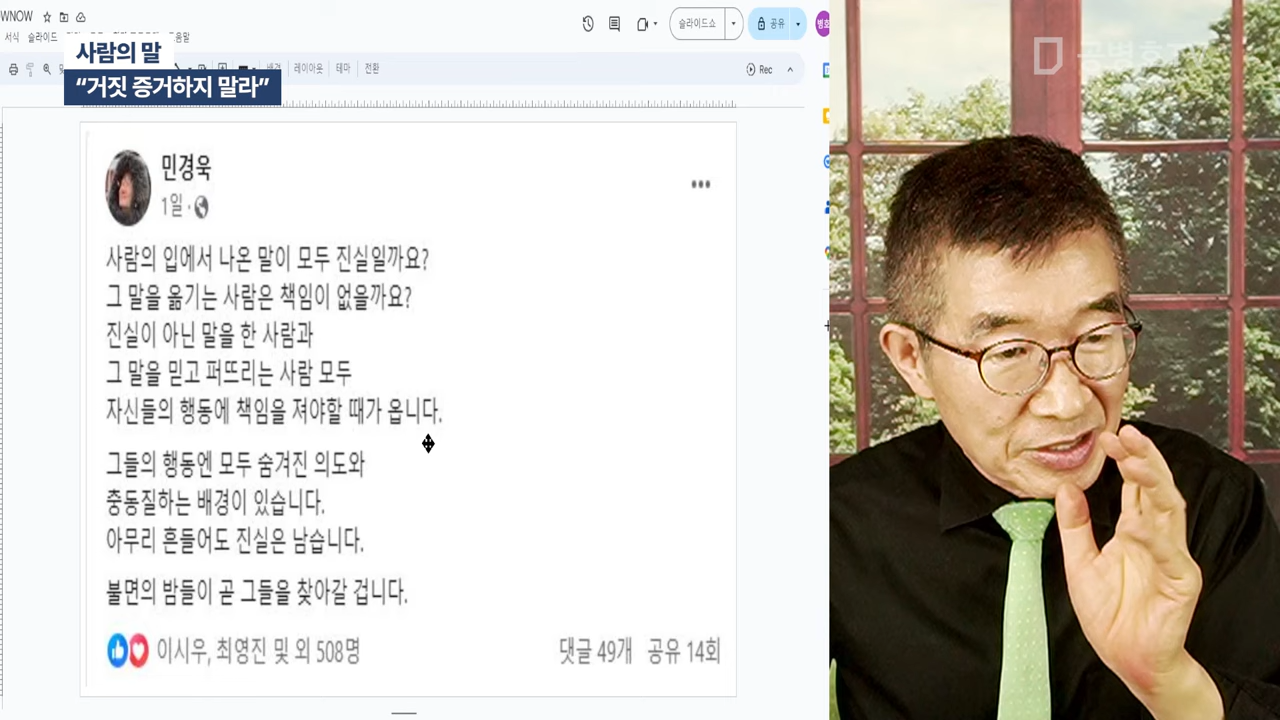 WNOW
서식 슬라이드
사람의 말
“거짓 증거하지 말라”
배경 레이아웃 테마 전환
슬라이드쇼
공유
병호
Rec
공병호TV
민경욱
1일 ·
사람의 입에서 나온 말이 모두 진실일까요?
그 말을 옮기는 사람은 책임이 없을까요?
진실이 아닌 말을 한 사람과
그 말을 믿고 퍼뜨리는 사람 모두
자신들의 행동에 책임을 져야할 때가 옵니다.
그들의 행동엔 모두 숨겨진 의도와
충동질하는 배경이 있습니다.
아무리 흔들어도 진실은 남습니다.
불면의 밤들이 곧 그들을 찾아갈 겁니다.
이시우, 최영진 및 외 508명
댓글 49개 공유 14회